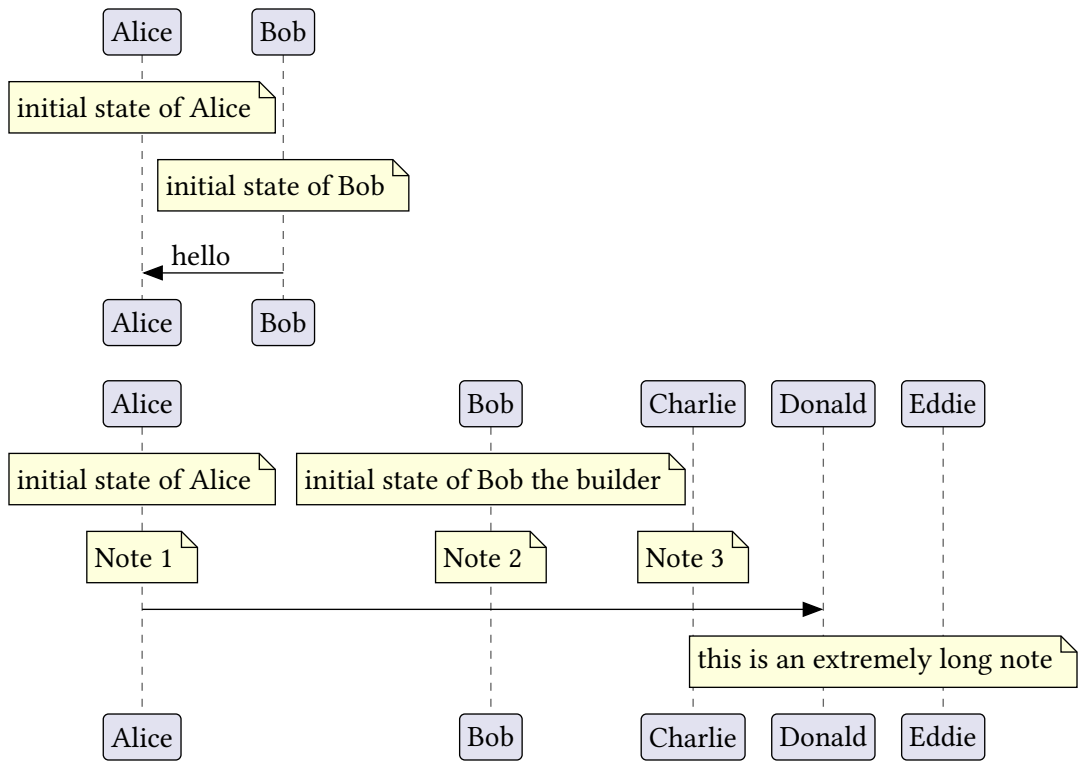 Alice Bob
initial state of Alice
initial state of Bob
hello
Alice Bob
Alice Bob Charlie Donald Eddie
initial state of Alice initial state of Bob the builder
Note 1 Note 2 Note 3
this is an extremely long note
Alice Bob Charlie Donald Eddie